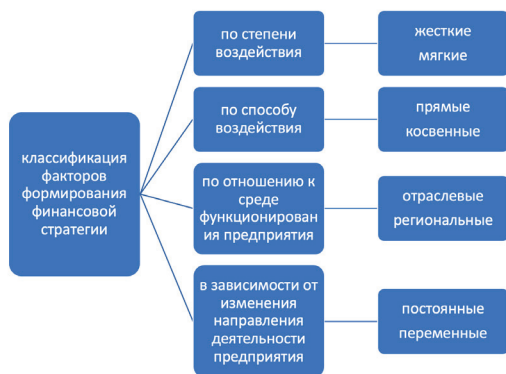 классификация
факторов
формирования
финансовой
стратегии
по степени
воздействия
жесткие
мягкие
по способу
воздействия
прямые
косвенные
по отношению к
среде
функционирован
ия предприятия
отраслевые
региональные
в зависимости от
изменения
направления
деятельности
предприятия
постоянные
переменные